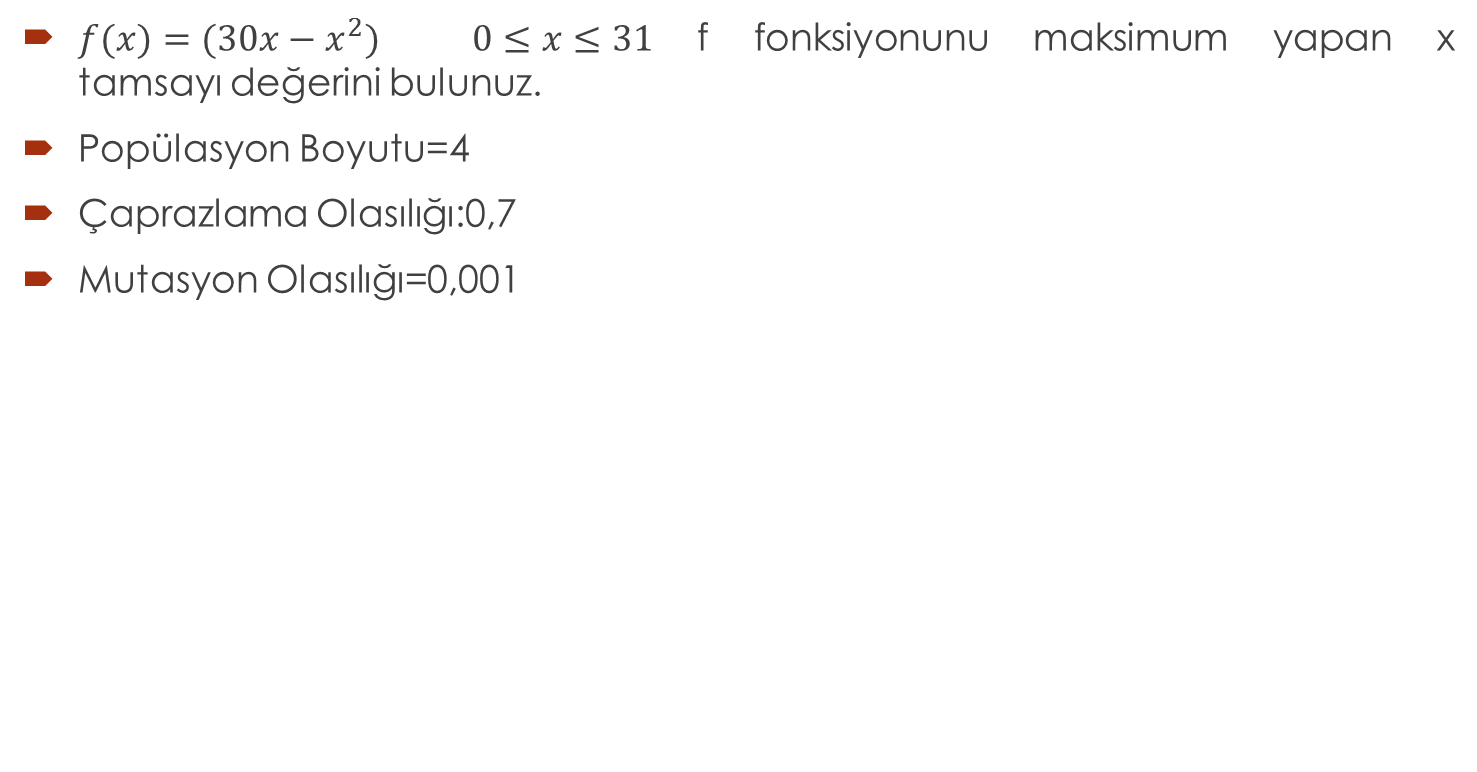 f(x) = (30x − x²) 0 ≤ x ≤ 31 f fonksiyonunu maksimum yapan x
tamsayı değerini bulunuz.
Popülasyon Boyutu=4
Çaprazlama Olasılığı:0,7
Mutasyon Olasılığı=0,001